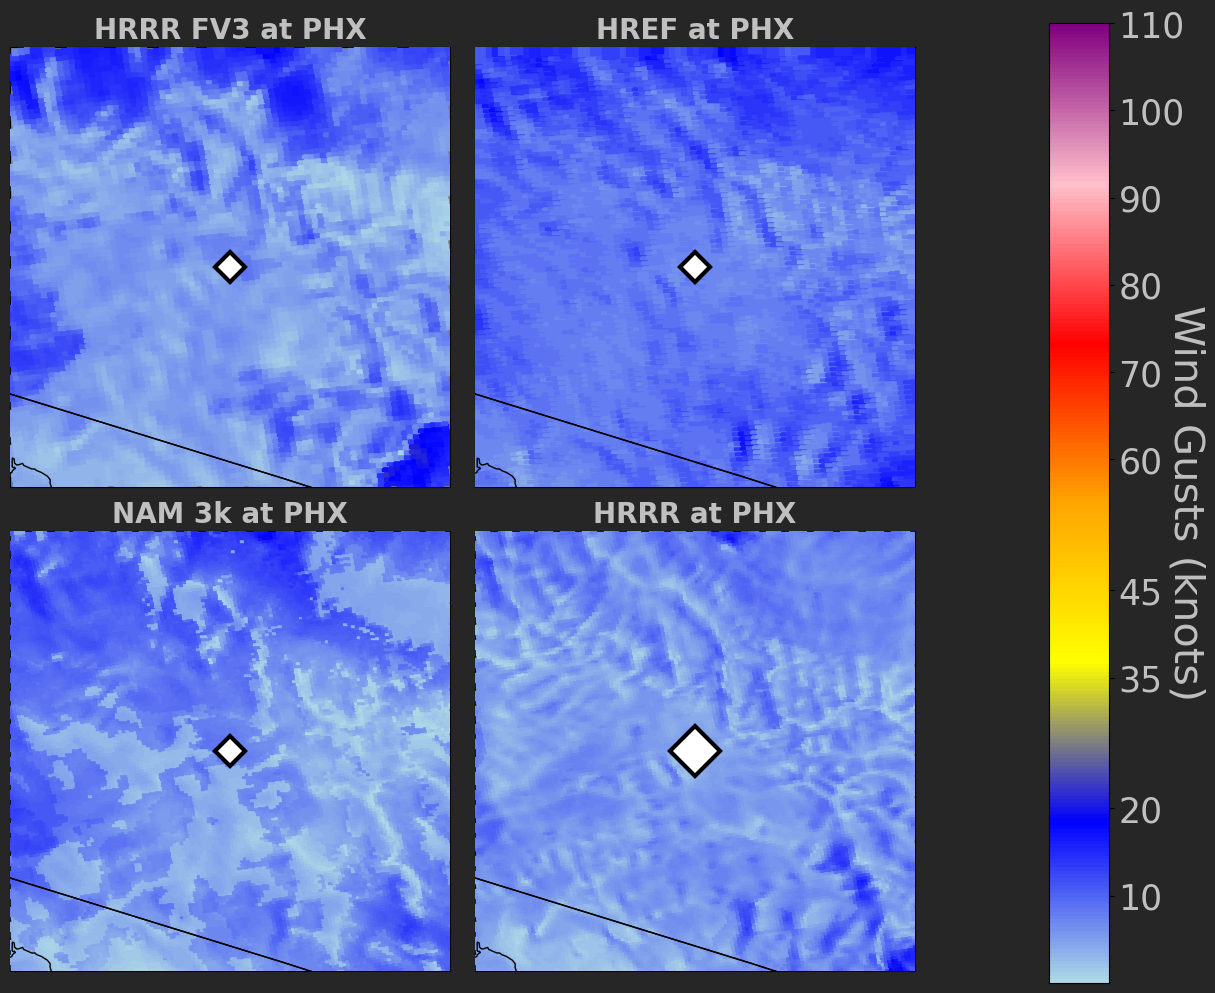 HRRR FV3 at PHX
HREF at PHX
NAM 3k at PHX
HRRR at PHX
110
100
90
80
70
60
45
35
20
10
Wind Gusts (knots)